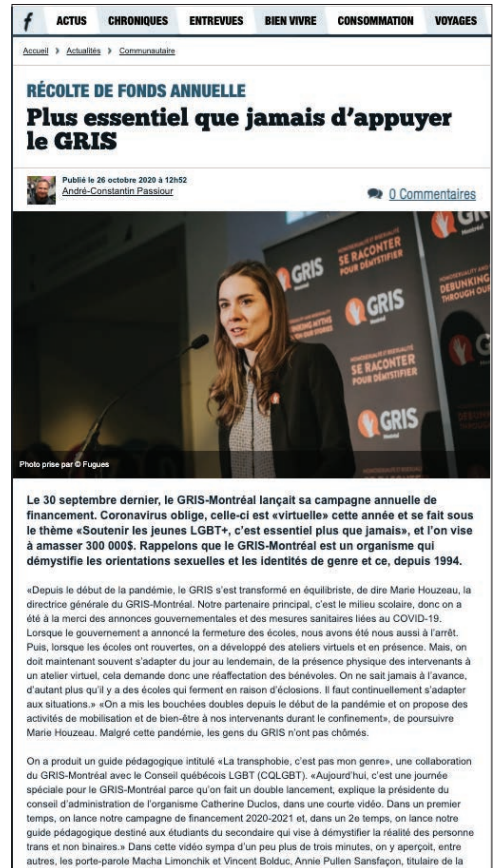 f ACTUS CHRONIQUES ENTREVUES BIEN VIVRE CONSOMMATION VOYAGES
Accueil Actualités Communautaire
RÉCOLTE DE FONDS ANNUELLE
Plus essentiel que jamais d’appuyer
le GRIS
Publié le 26 octobre 2020 à 12h52
André-Constantin Passiour
0 Commentaires
GRIS
Montréal
SE RACONTER
POUR DÉMYSTIFIER
GRIS
SE RACONTER
POUR DÉMYSTIFIER
GRIS
DEBUNKING
THROUGH OUR
Photo prise par © Fugues
Le 30 septembre dernier, le GRIS-Montréal lançait sa campagne annuelle de
financement. Coronavirus oblige, celle-ci est «virtuelle» cette année et se fait sous
le thème «Soutenir les jeunes LGBT+, c’est essentiel plus que jamais», et l’on vise
à amasser 300 000$. Rappelons que le GRIS-Montréal est un organisme qui
démystifie les orientations sexuelles et les identités de genre et ce, depuis 1994.
«Depuis le début de la pandémie, le GRIS s’est transformé en équilibriste, de dire Marie Houzeau, la
directrice générale du GRIS-Montréal. Notre partenaire principal, c’est le milieu scolaire, donc on a
été à la merci des annonces gouvernementales et des mesures sanitaires liées au COVID-19.
Lorsque le gouvernement a annoncé la fermeture des écoles, nous avons été nous aussi à l’arrêt.
Puis, lorsque les écoles ont rouvertes, on a développé des ateliers virtuels et en présence. Mais, on
doit maintenant souvent s’adapter du jour au lendemain, de la présence physique des intervenants à
un atelier virtuel, cela demande donc une réaffectation des bénévoles. On ne sait jamais à l’avance,
d’autant plus qu’il y a des écoles qui ferment en raison d’éclosions. Il faut continuellement s’adapter
aux situations.» «On a mis les bouchées doubles depuis le début de la pandémie et on propose des
activités de mobilisation et de bien-être à nos intervenants durant le confinement», de poursuivre
Marie Houzeau. Malgré cette pandémie, les gens du GRIS n’ont pas chômés.
On a produit un guide pédagogique intitulé «La transphobie, c’est pas mon genre», une collaboration
du GRIS-Montréal avec le Conseil québécois LGBT (CQLGBT). «Aujourd’hui, c’est une journée
spéciale pour le GRIS-Montréal parce qu’on fait un double lancement, explique la présidente du
conseil d’administration de l’organisme Catherine Duclos, dans une courte vidéo. Dans un premier
temps, on lance notre campagne de financement 2020-2021 et, dans un 2e temps, on lance notre
guide pédagogique destiné aux étudiants du secondaire qui vise à démystifier la réalité des personne
trans et non binaires.» Dans cette vidéo sympa d’un peu plus de trois minutes, on y aperçoit, entre
autres, les porte-parole Macha Limonchik et Vincent Bolduc, Annie Pullen Sansfaçon, titulaire de la